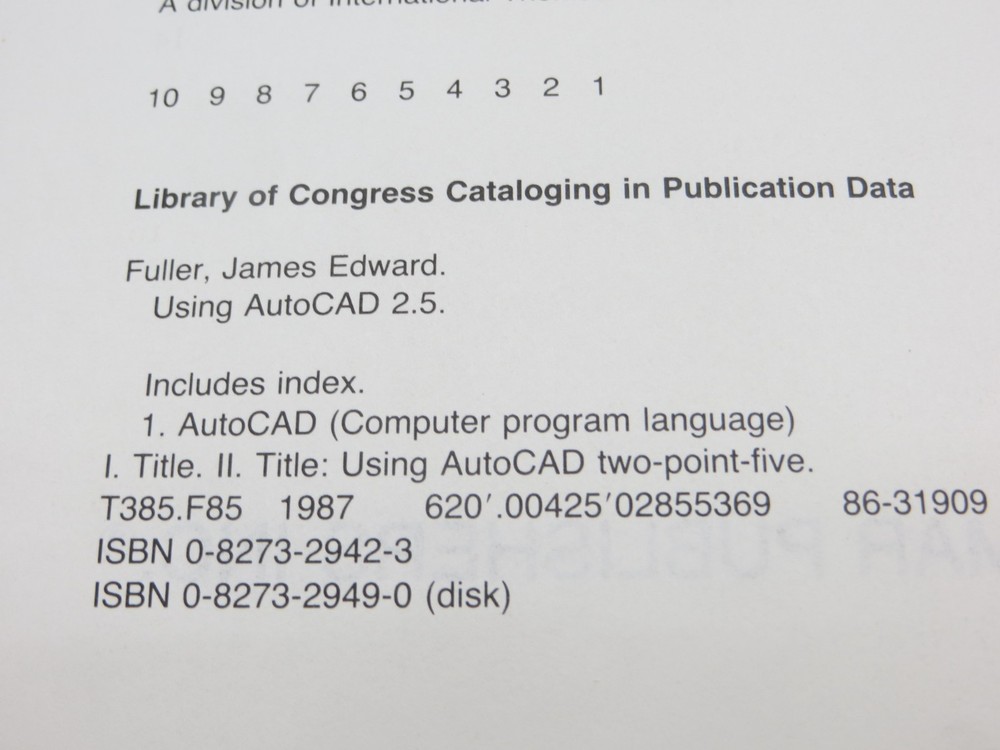 A division of International
10 9 8 7 6 5 4 3 2 1
Library of Congress Cataloging in Publication Data
Fuller, James Edward.
Using AutoCAD 2.5.
Includes index.
1. AutoCAD (Computer program language)
I. Title. II. Title: Using AutoCAD two-point-five.
T385.F85 1987 620′.00425′02855369 86-31909
ISBN 0-8273-2942-3
ISBN 0-8273-2949-0 (disk)